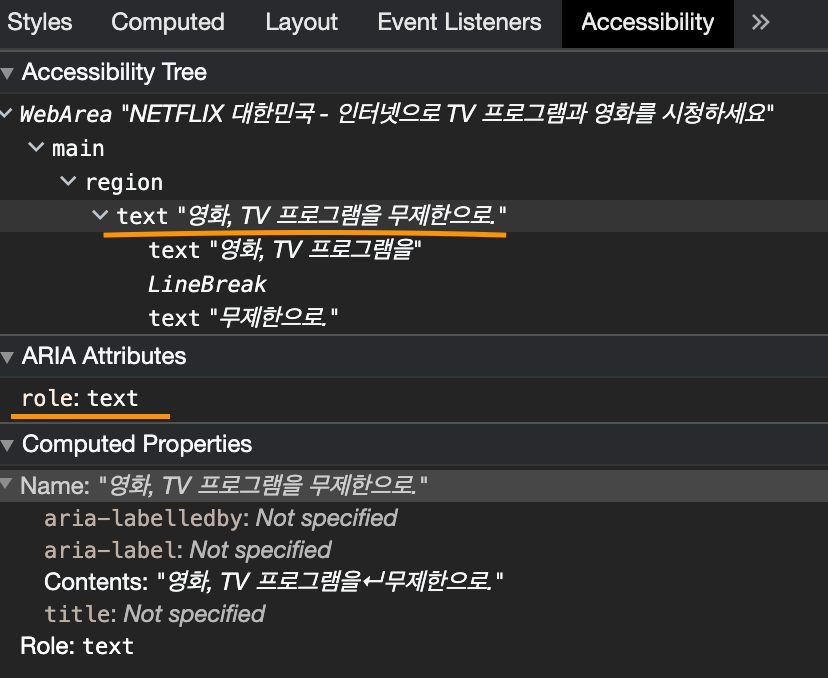 Styles Computed Layout Event Listeners Accessibility »
Accessibility Tree
WebArea "NETFLIX 대한민국 - 인터넷으로 TV 프로그램과 영화를 시청하세요"
main
region
text "영화, TV 프로그램을 무제한으로."
text "영화, TV 프로그램을"
LineBreak
text "무제한으로."
ARIA Attributes
role: text
Computed Properties
Name: "영화, TV 프로그램을 무제한으로."
aria-labelledby: Not specified
aria-label: Not specified
Contents: "영화, TV 프로그램을↵무제한으로."
title: Not specified
Role: text